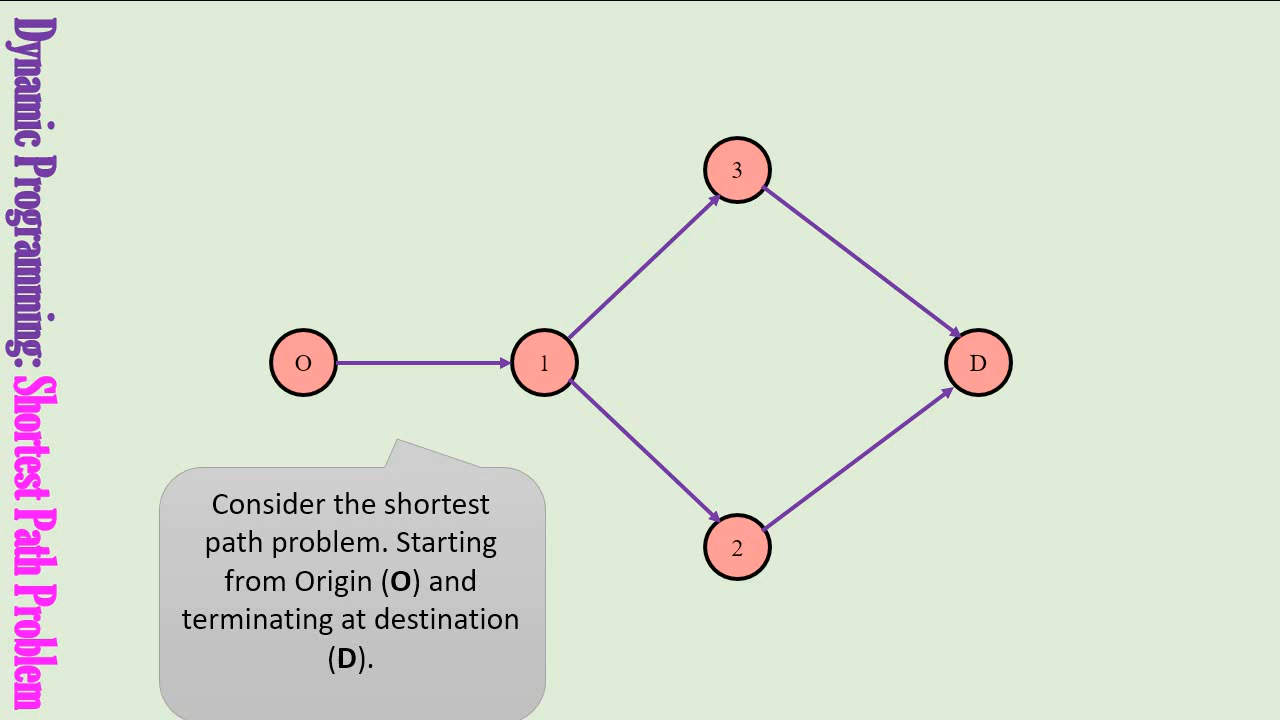 Dynamic Programming: Shortest Path Problem
3
O
1
D
2
Consider the shortest
path problem. Starting
from Origin (O) and
terminating at destination
(D).